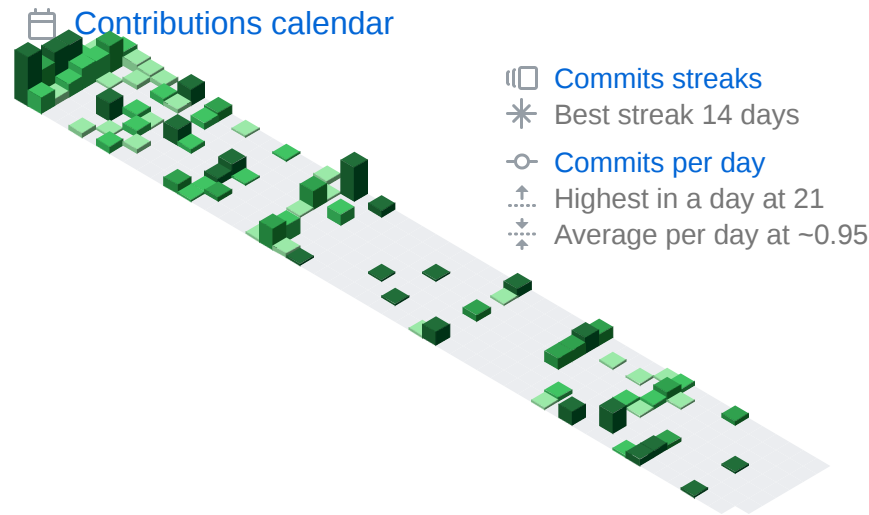 Contributions calendar
Commits streaks
Best streak 14 days
Commits per day
Highest in a day at 21
Average per day at ~0.95